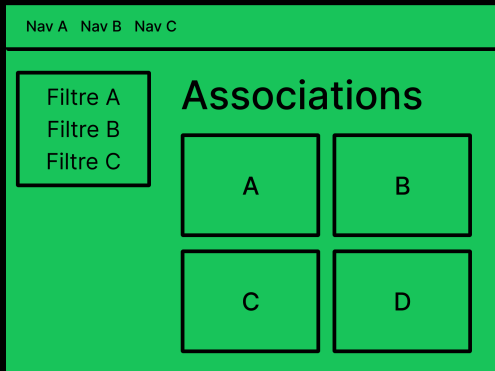 Nav A Nav B Nav C
Filtre A
Filtre B
Filtre C
Associations
A B
C D